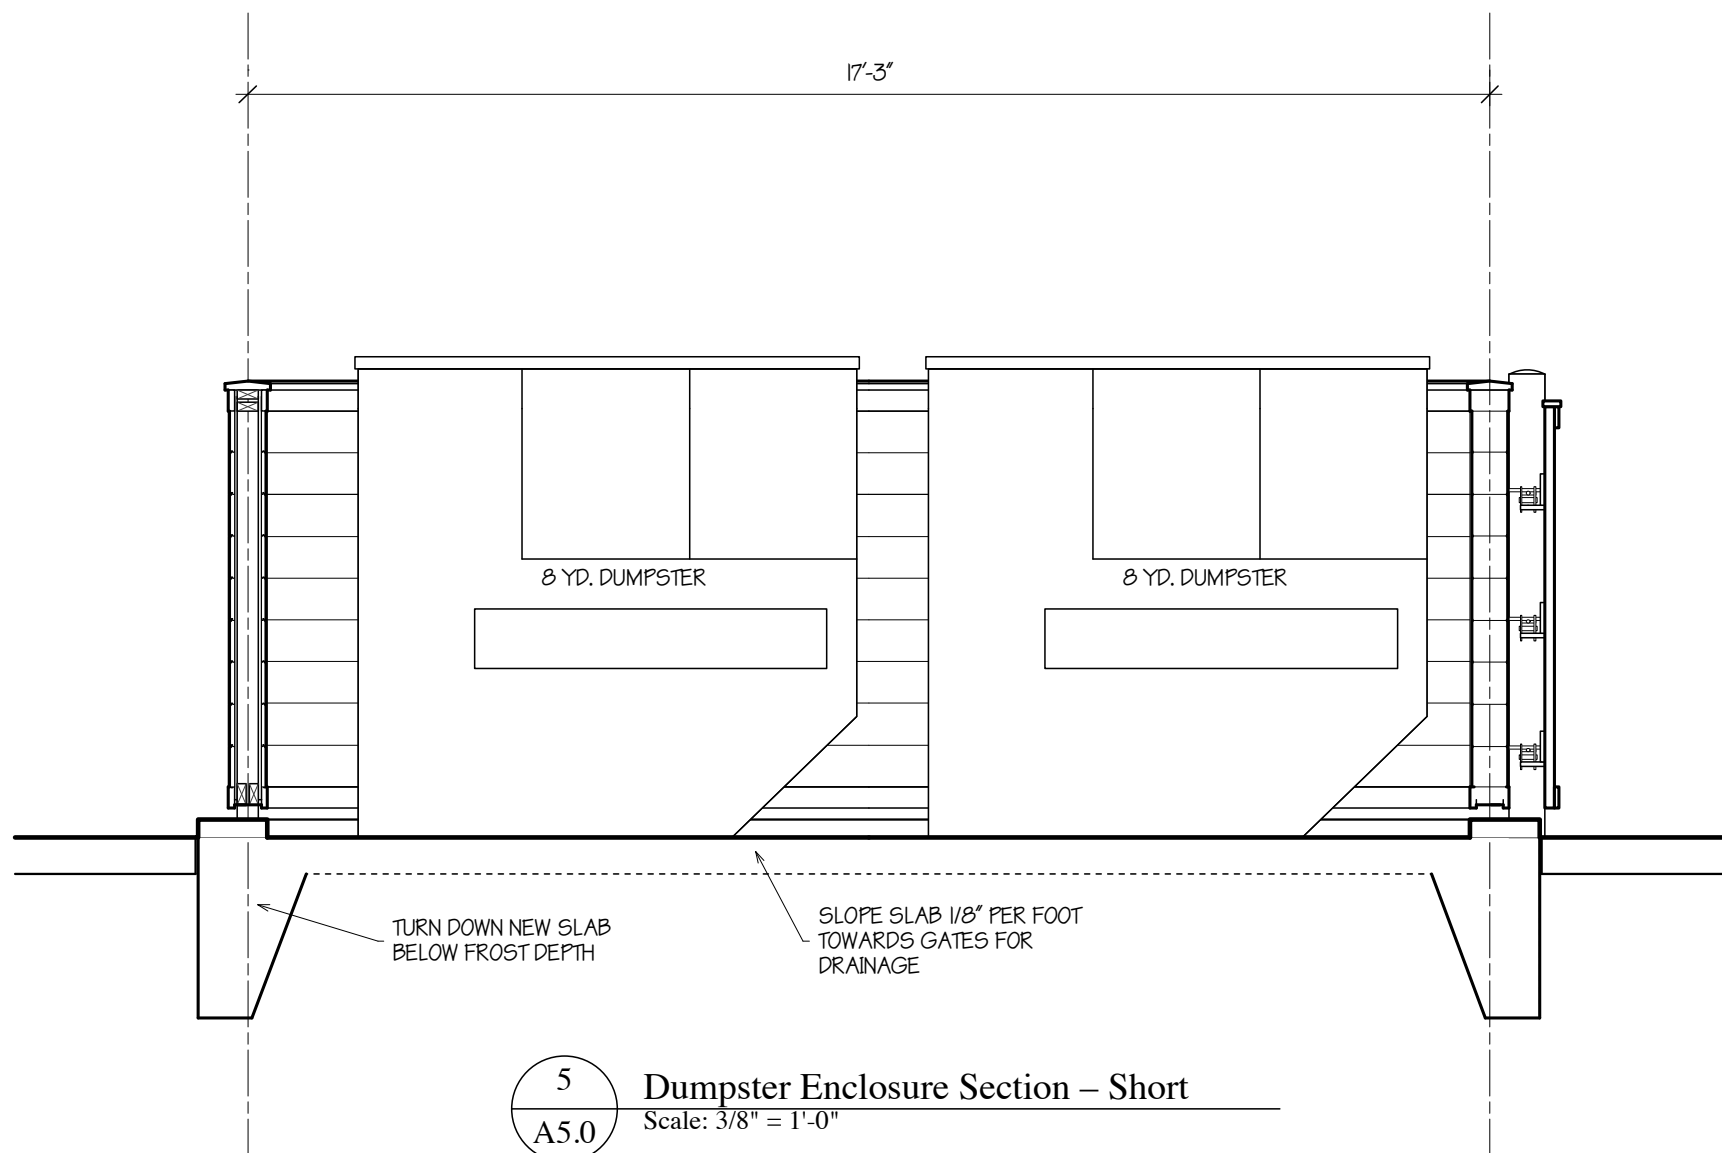 17'-3"
8 YD. DUMPSTER
8 YD. DUMPSTER
TURN DOWN NEW SLAB
BELOW FROST DEPTH
SLOPE SLAB 1/8" PER FOOT
TOWARDS GATES FOR
DRAINAGE
5
A5.0
Dumpster Enclosure Section – Short
Scale: 3/8" = 1'-0"